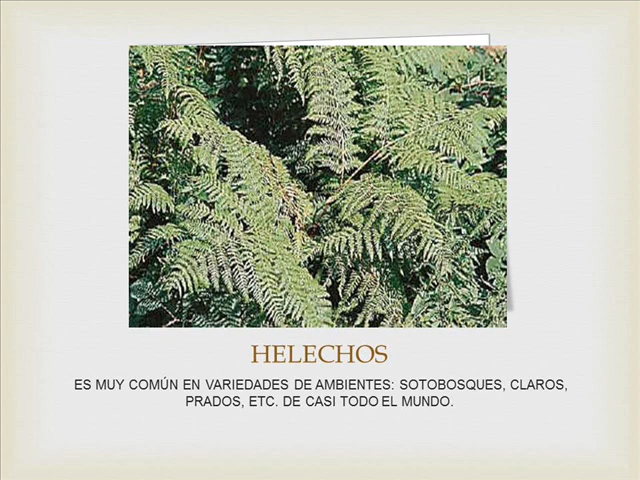 HELECHOS
ES MUY COMÚN EN VARIEDADES DE AMBIENTES: SOTOBOSQUES, CLAROS,
PRADOS, ETC. DE CASI TODO EL MUNDO.